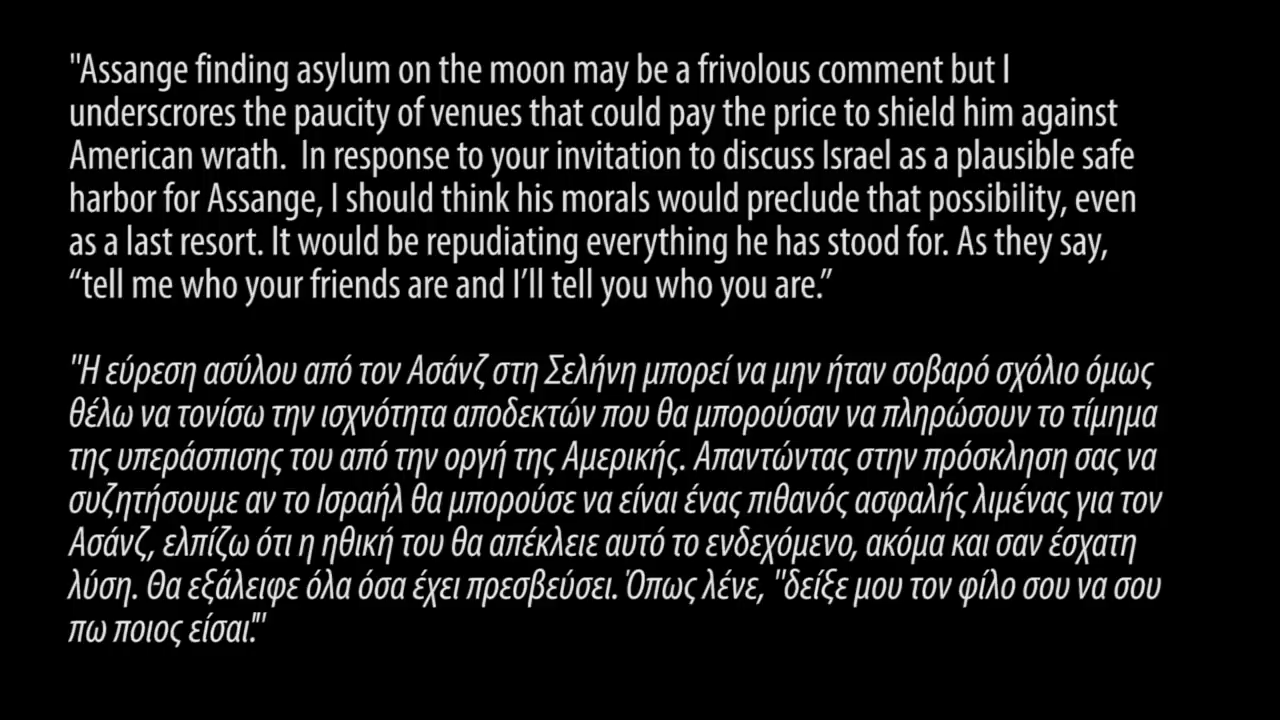 "Assange finding asylum on the moon may be a frivolous comment but I
underscrores the paucity of venues that could pay the price to shield him against
American wrath.  In response to your invitation to discuss Israel as a plausible safe
harbor for Assange, I should think his morals would preclude that possibility, even
as a last resort. It would be repudiating everything he has stood for. As they say,
“tell me who your friends are and I’ll tell you who you are.”
"Η εύρεση ασύλου από τον Ασάνζ στη Σελήνη μπορεί να μην ήταν σοβαρό σχόλιο όμως
θέλω να τονίσω την ισχνότητα αποδεκτών που θα μπορούσαν να πληρώσουν το τίμημα
της υπεράσπισης του από την οργή της Αμερικής. Απαντώντας στην πρόσκληση σας να
συζητήσουμε αν το Ισραήλ θα μπορούσε να είναι ένας πιθανός ασφαλής λιμένας για τον
Ασάνζ, ελπίζω ότι η ηθική του θα απέκλειε αυτό το ενδεχόμενο, ακόμα και σαν έσχατη
λύση. Θα εξάλειφε όλα όσα έχει πρεσβεύσει. Όπως λένε, "δείξε μου τον φίλο σου να σου
πω ποιος είσαι"."